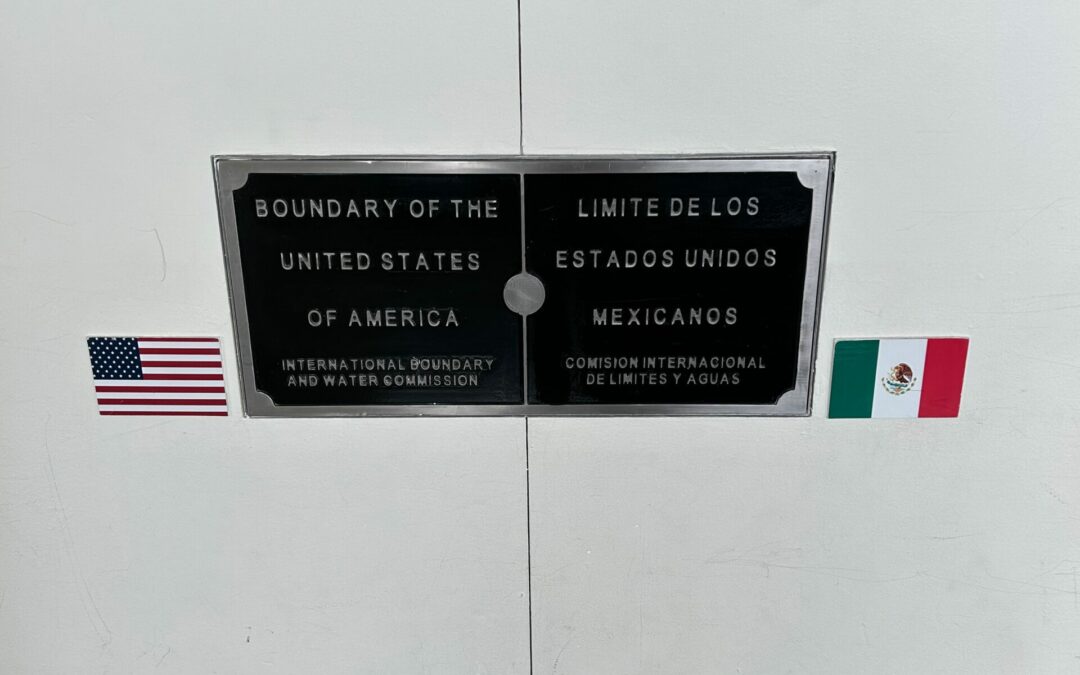 BOUNDARY OF THE
UNITED STATES
OF AMERICA
INTERNATIONAL BOUNDARY
AND WATER COMMISSION
LIMITE DE LOS
ESTADOS UNIDOS
MEXICANOS
COMISION INTERNACIONAL
DE LIMITES Y AGUAS